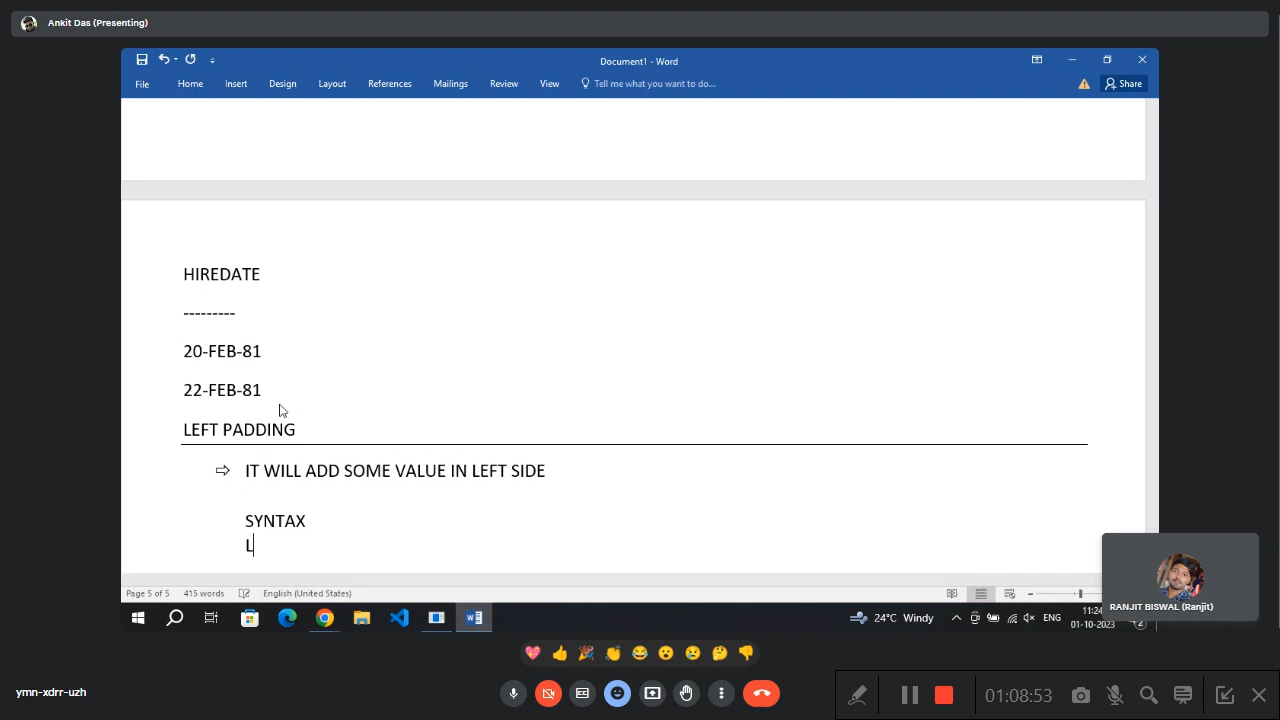 Ankit Das (Presenting)
Document1 - Word
File Home Insert Design Layout References Mailings Review View Tell me what you want to do... Share
HIREDATE
---------
20-FEB-81
22-FEB-81
LEFT PADDING
⇨ IT WILL ADD SOME VALUE IN LEFT SIDE
SYNTAX
L
Page 5 of 5 415 words English (United States)
RANJIT BISWAL (Ranjit)
24°C Windy ENG 11:24
01-10-2023 2
ymn-xdrr-uzh
01:08:53